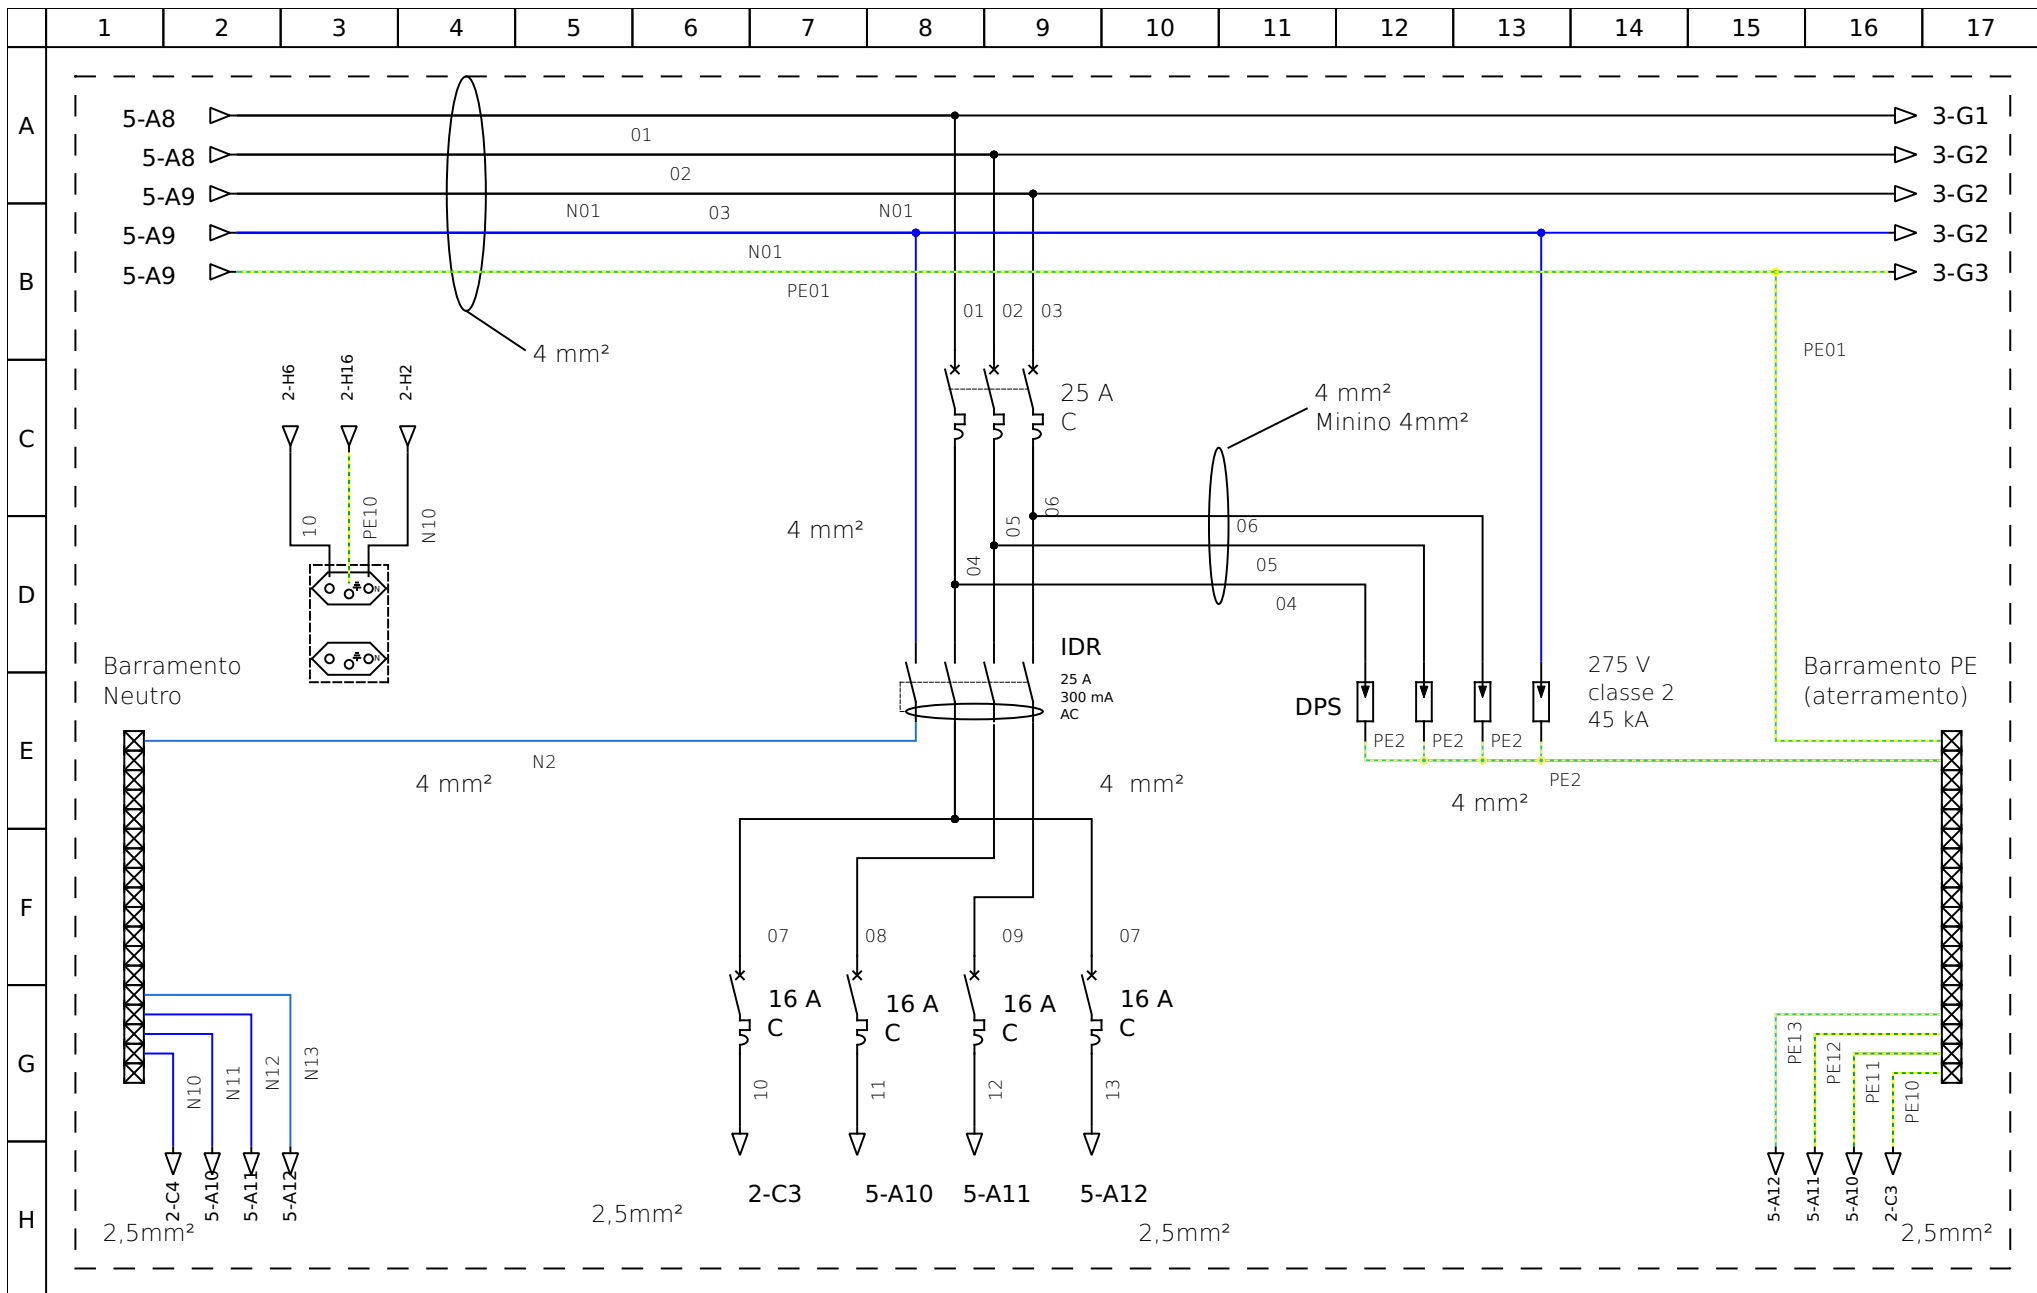 1 2 3 4 5 6 7 8 9 10 11 12 13 14 15 16 17
A
5-A8
3-G1
01
5-A8
3-G2
02
5-A9
3-G2
N01 03 N01
5-A9
3-G2
N01
B
5-A9
3-G3
PE01
01 02 03
PE01
4 mm²
2-H6 2-H16 2-H2
25 A
C
4 mm²
Minino 4mm²
C
10 PE10 N10
4 mm²
04 05 06
06
05
04
D
N
N
IDR
25 A
300 mA
AC
Barramento
Neutro
DPS
275 V
classe 2
45 kA
Barramento PE
(aterramento)
E
PE2 PE2 PE2
N2
PE2
4 mm²
4 mm²
4 mm²
F
07 08 09 07
16 A
C
16 A
C
16 A
C
16 A
C
G
N10 N11 N12 N13
10 11 12 13
PE13 PE12 PE11 PE10
2-C4 5-A10 5-A11 5-A12
2-C3 5-A10 5-A11 5-A12
5-A12 5-A11 5-A10 2-C3
H
2,5mm²
2,5mm²
2,5mm²
2,5mm²